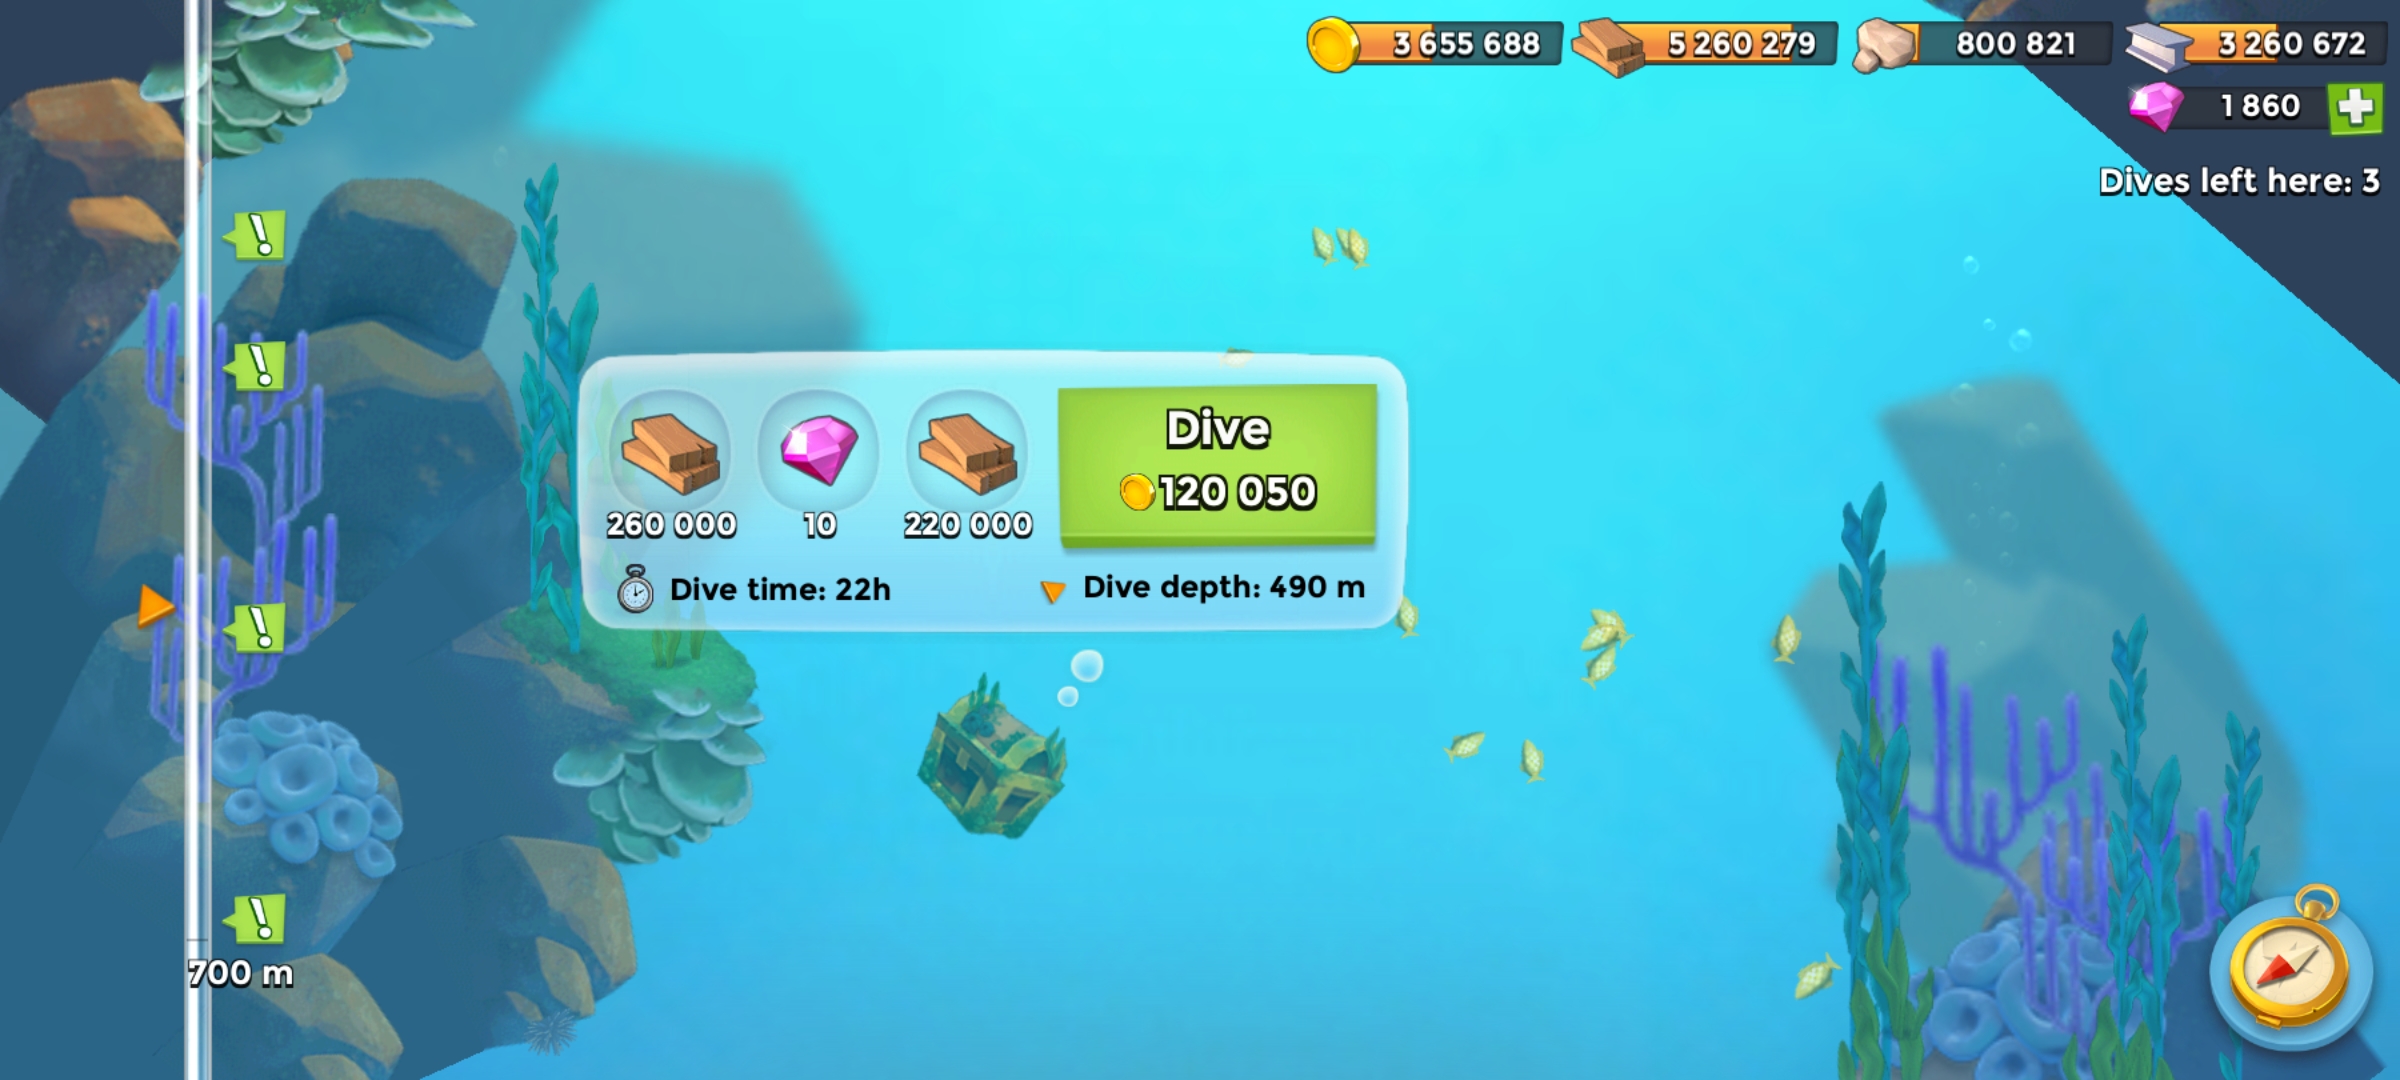 3 655 688
5 260 279
800 821
3 260 672
1 860
Dives left here: 3
Dive
120 050
260 000
10
220 000
Dive time: 22h
Dive depth: 490 m
!
!
!
!
700 m